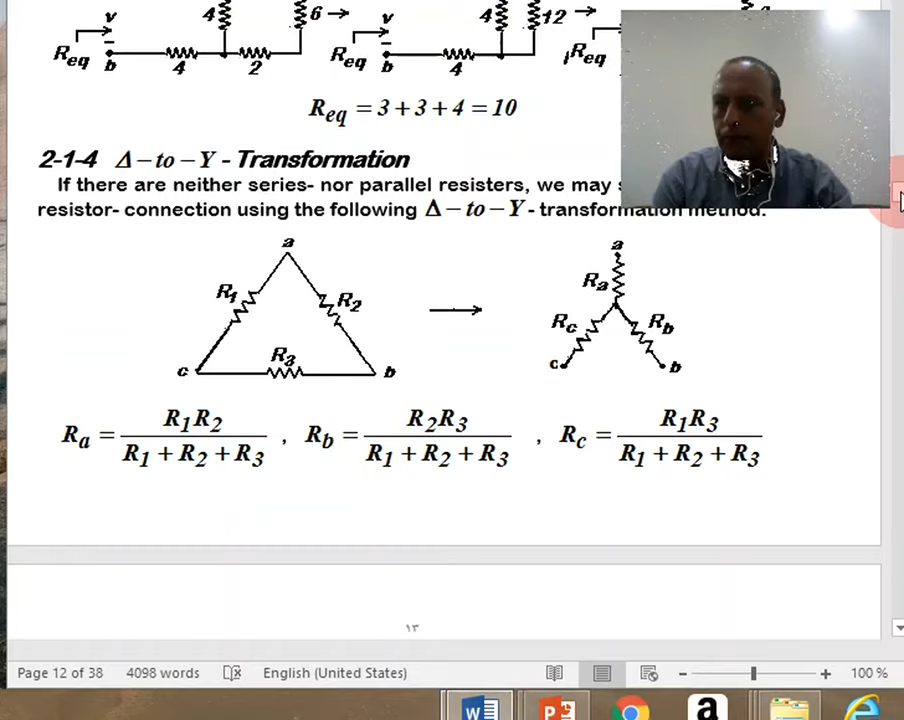 4 6 v 4 12
v
Req b 4 2 Req b 4 Req
Req = 3 + 3 + 4 = 10
2-1-4 Δ – to – Y - Transformation
If there are neither series- nor parallel resisters, we may
resistor- connection using the following Δ – to – Y - transformation method.
a a
R1 R2 Ra
Rc Rb
R3
c b c b
Ra = R1R2 / R1 + R2 + R3 , Rb = R2R3 / R1 + R2 + R3 , Rc = R1R3 / R1 + R2 + R3
١٣
Page 12 of 38 4098 words English (United States) 100 %
W P a e